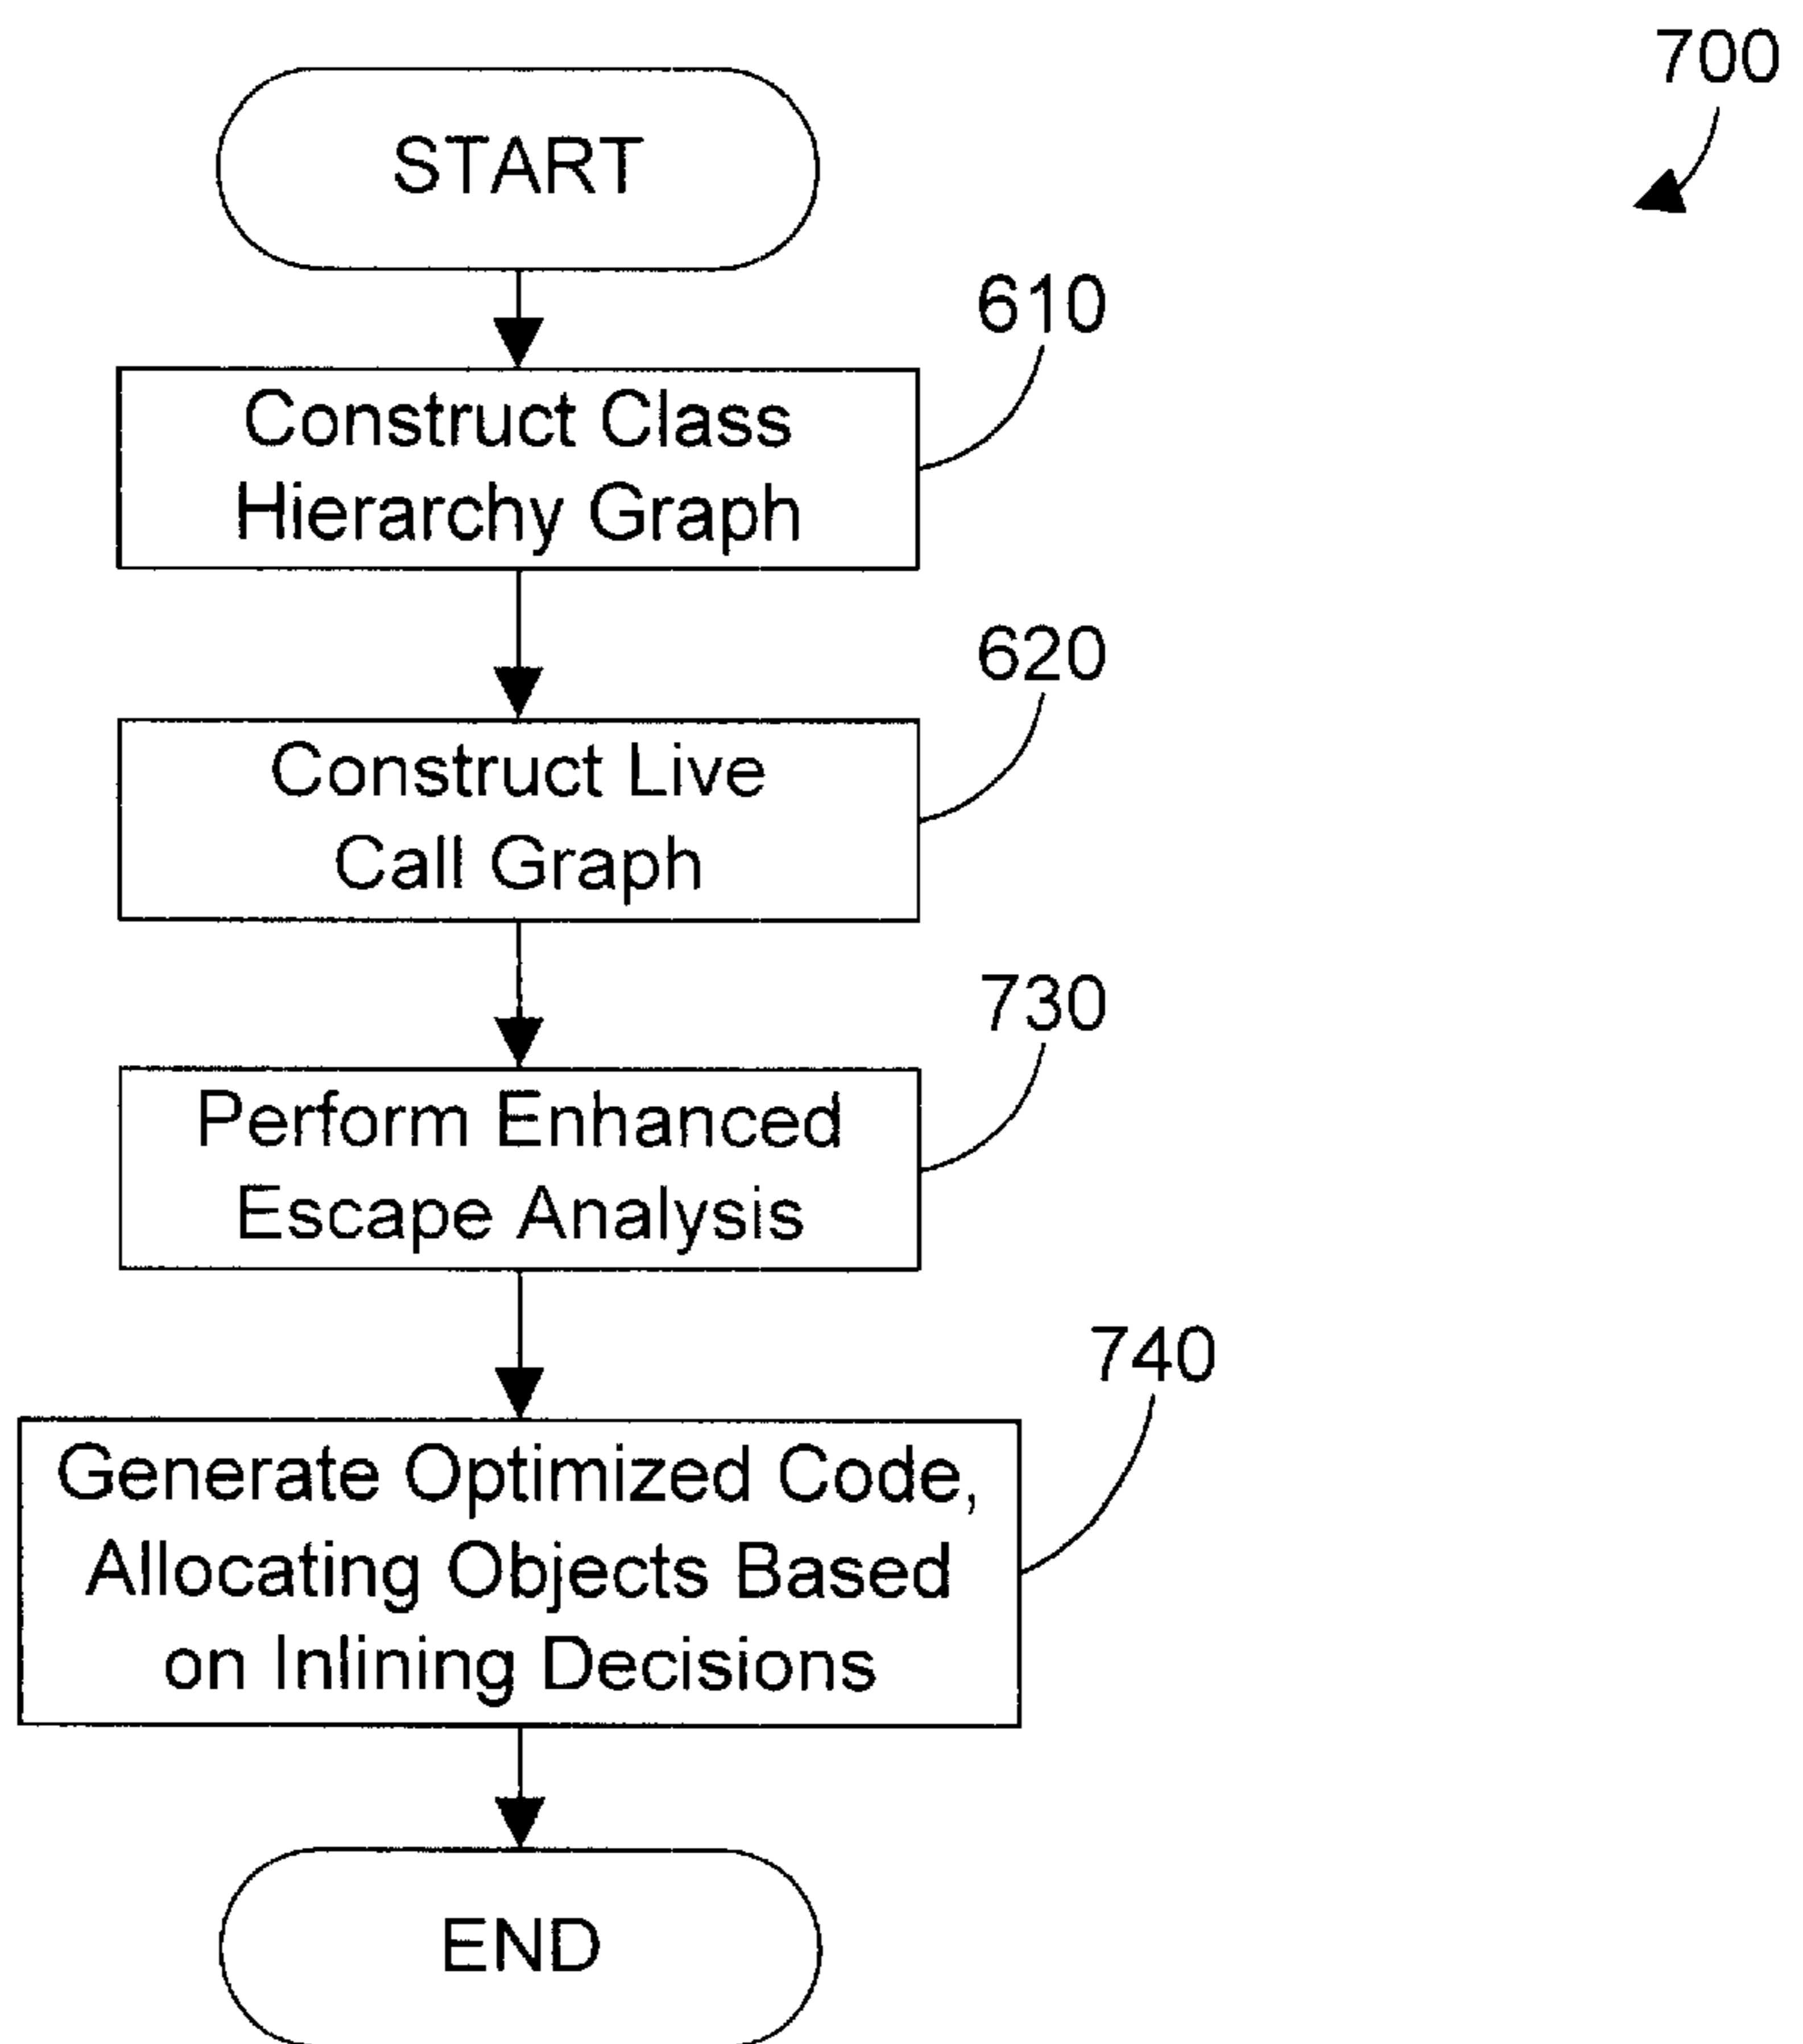 700
START
610
Construct Class
Hierarchy Graph
620
Construct Live
Call Graph
730
Perform Enhanced
Escape Analysis
740
Generate Optimized Code,
Allocating Objects Based
on Inlining Decisions
END